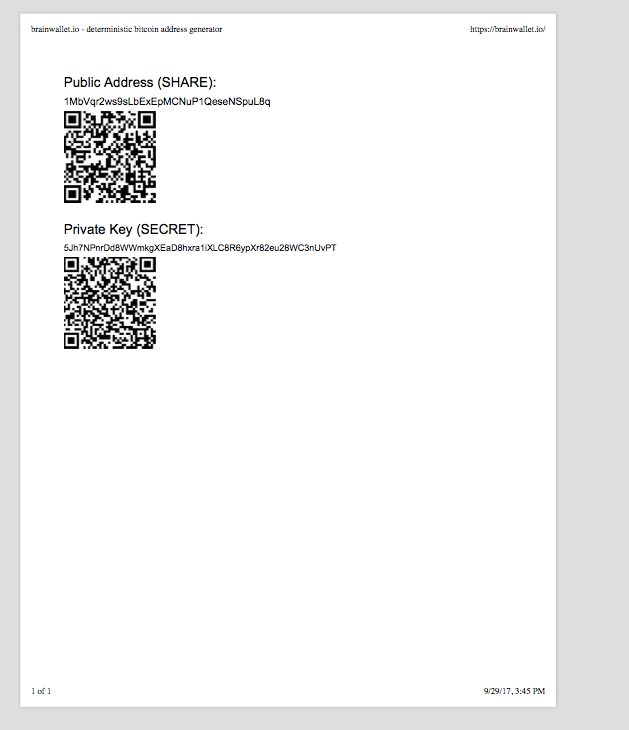 brainwallet.io - deterministic bitcoin address generator
https://brainwallet.io/
Public Address (SHARE):
1MbVqr2ws9sLbExEpMCNuP1QeseNSpuL8q
Private Key (SECRET):
5Jh7NPnrDd8WWmkgXEaD8hxra1iXLC8R6ypXr82eu28WC3nUvPT
1 of 1
9/29/17, 3:45 PM